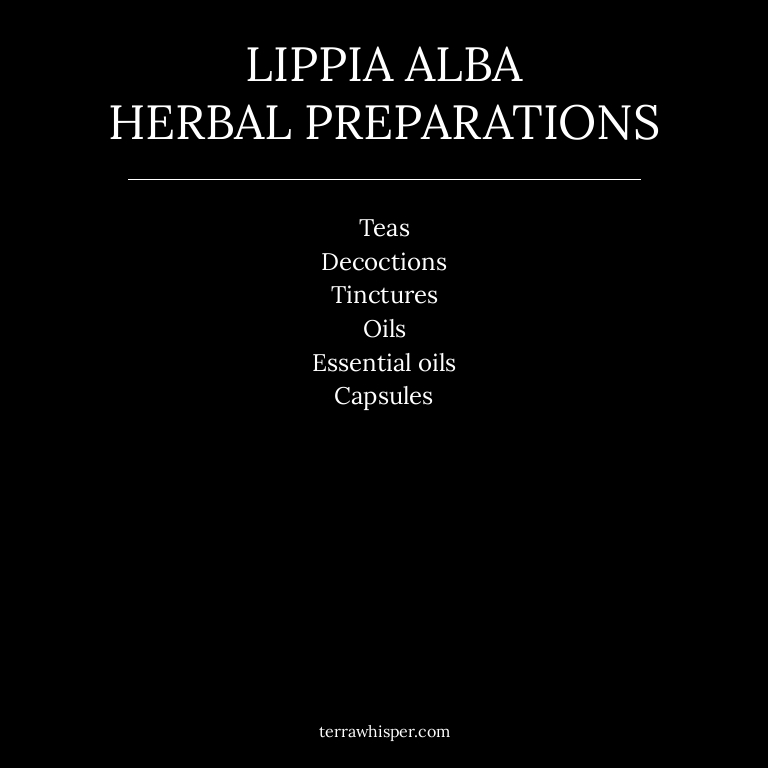 LIPPIA ALBA
HERBAL PREPARATIONS
Teas
Decoctions
Tinctures
Oils
Essential oils
Capsules
terrawhisper.com